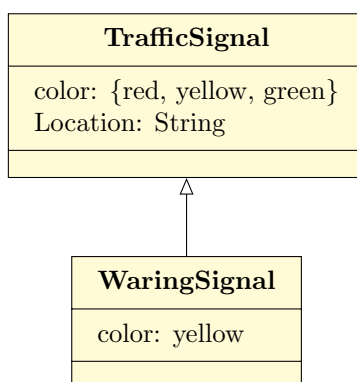 TrafficSignal
color: {red, yellow, green}
Location: String
WaringSignal
color: yellow